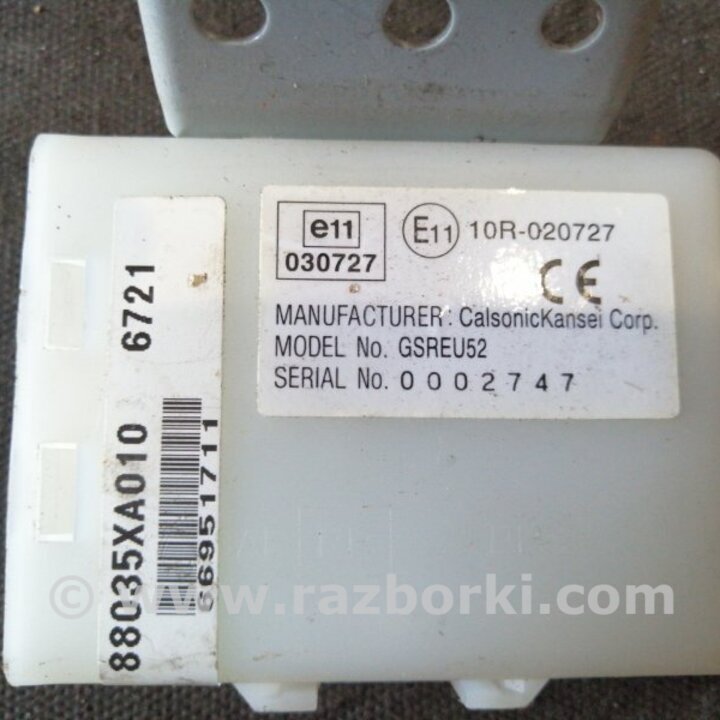 e11
030727
E11 10R-020727
CE
MANUFACTURER: CalsonicKansei Corp.
MODEL No. GSREU52
SERIAL No. 0002747
88035XA010 6721
66951711
© www.razborki.com